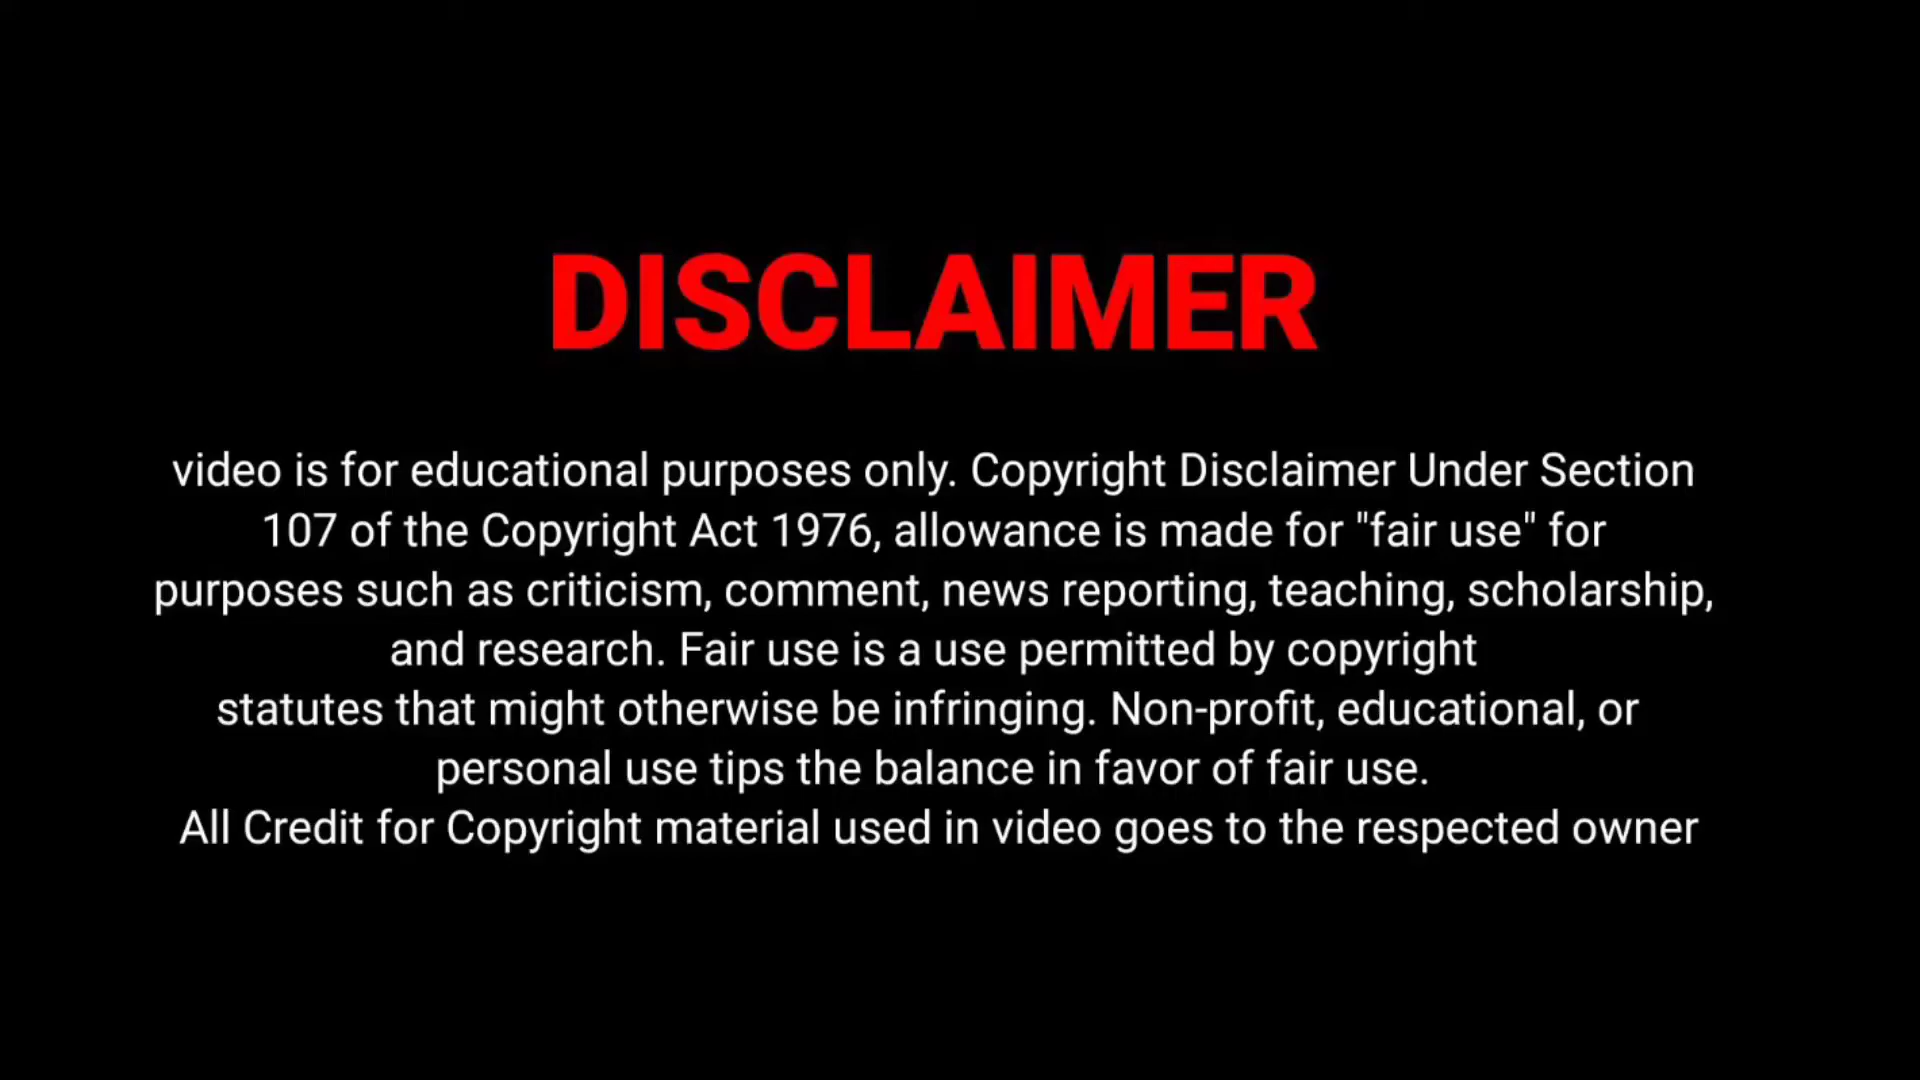 DISCLAIMER
video is for educational purposes only. Copyright Disclaimer Under Section
107 of the Copyright Act 1976, allowance is made for "fair use" for
purposes such as criticism, comment, news reporting, teaching, scholarship,
and research. Fair use is a use permitted by copyright
statutes that might otherwise be infringing. Non-profit, educational, or
personal use tips the balance in favor of fair use.
All Credit for Copyright material used in video goes to the respected owner